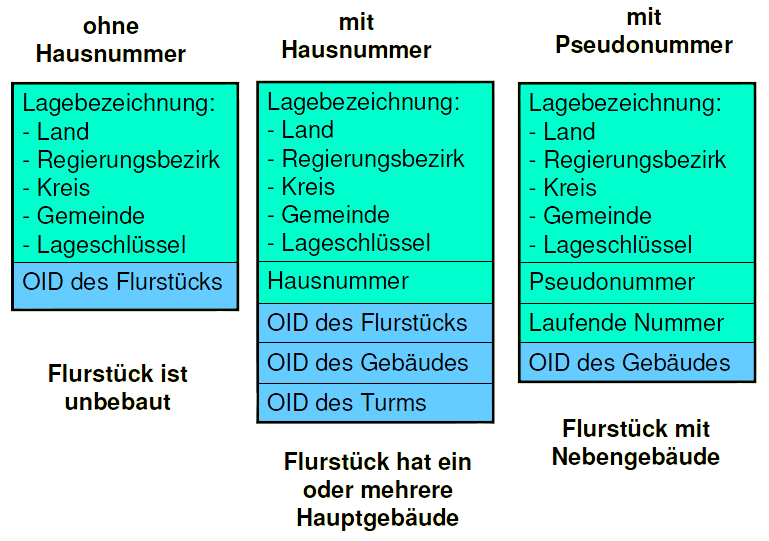 ohne
Hausnummer
Lagebezeichnung:
- Land
- Regierungsbezirk
- Kreis
- Gemeinde
- Lageschlüssel
OID des Flurstücks
Flurstück ist
unbebaut
mit
Hausnummer
Lagebezeichnung:
- Land
- Regierungsbezirk
- Kreis
- Gemeinde
- Lageschlüssel
Hausnummer
OID des Flurstücks
OID des Gebäudes
OID des Turms
Flurstück hat ein
oder mehrere
Hauptgebäude
mit
Pseudonummer
Lagebezeichnung:
- Land
- Regierungsbezirk
- Kreis
- Gemeinde
- Lageschlüssel
Pseudonummer
Laufende Nummer
OID des Gebäudes
Flurstück mit
Nebengebäude